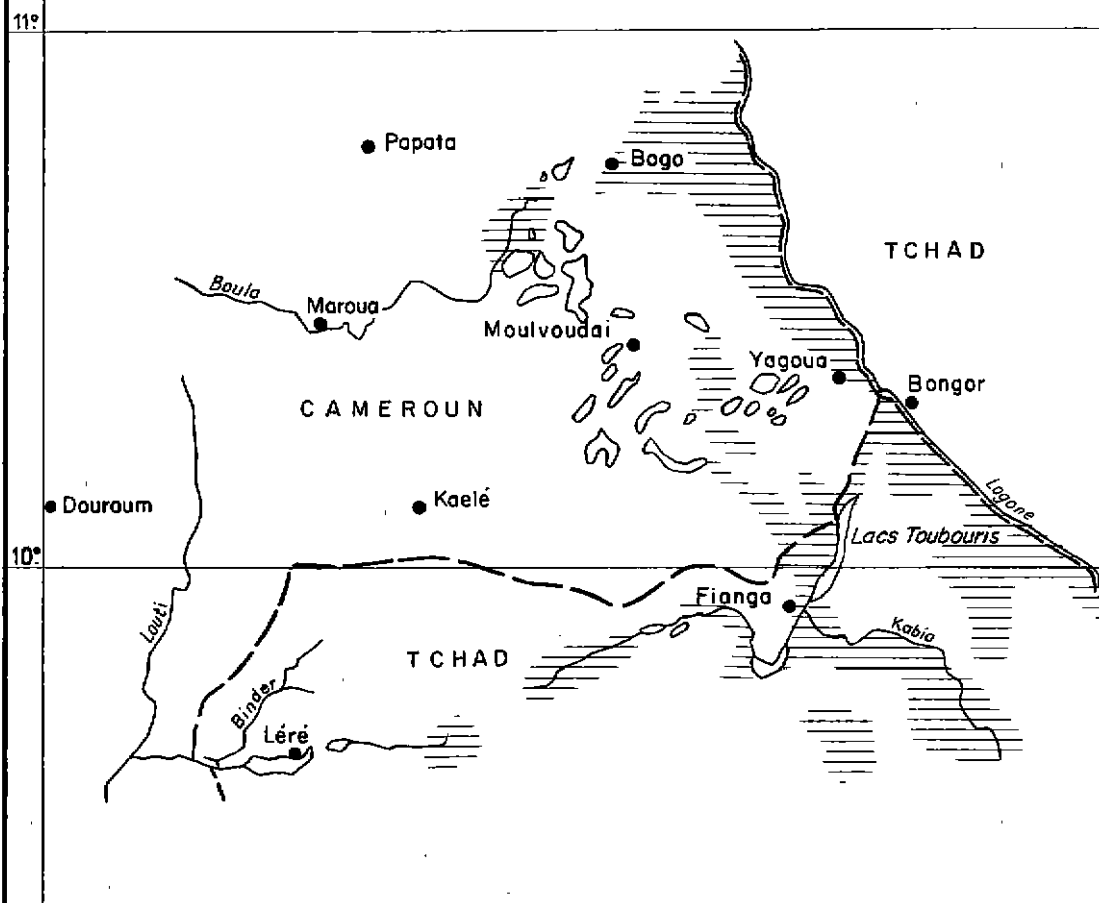 11°
Papata
Bogo
TCHAD
Boula
Maroua
Moulvoudai
Yagoua
Bongor
CAMEROUN
Logone
Douroum
Kaelé
Lacs Toubouris
10°
Fianga
Kabia
Louti
TCHAD
Binder
Léré